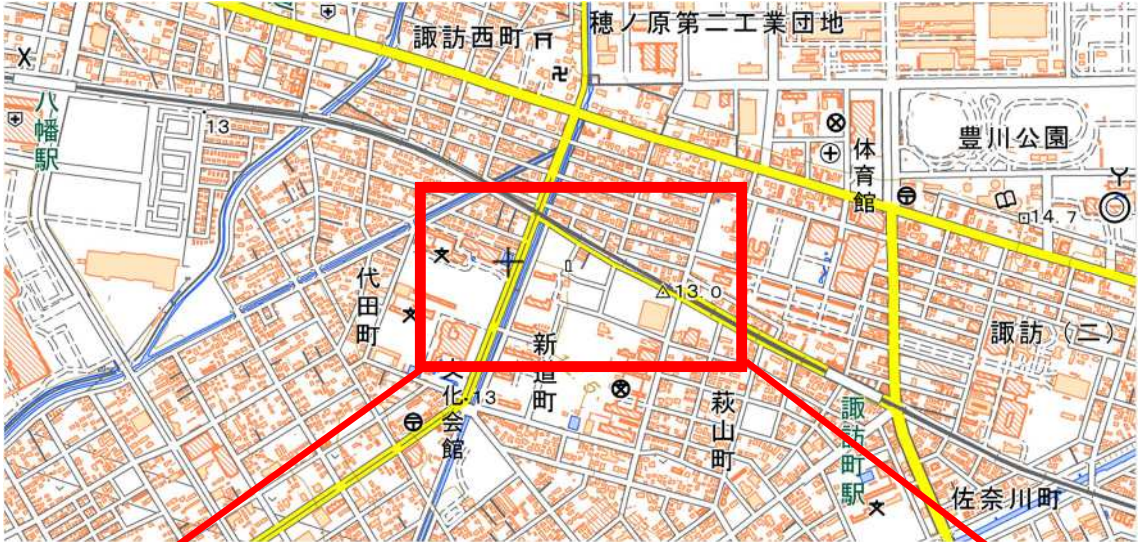 諏訪西町
穂ノ原第二工業団地
八幡駅
13
豊川公園
体育館
14.7
代田町
13.0
諏訪(二)
新道町
文化会館
13
萩山町
諏訪町駅
佐奈川町